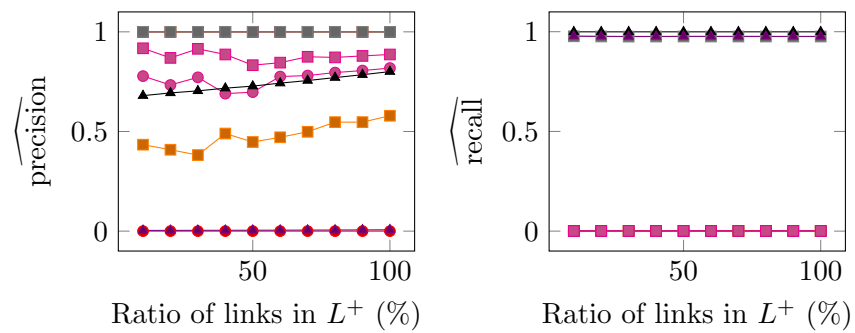 1
0.5
0
50
100
precision
Ratio of links in L⁺ (%)
1
0.5
0
50
100
recall
Ratio of links in L⁺ (%)